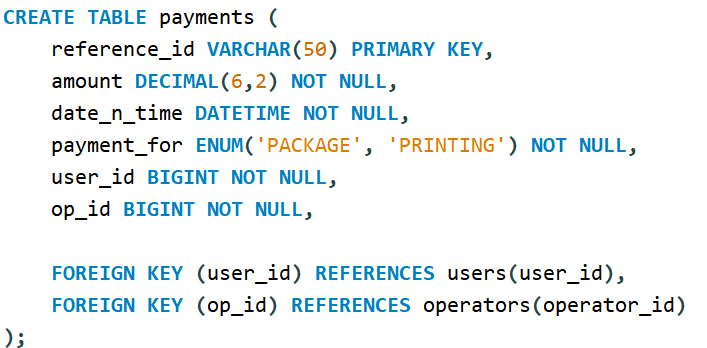 CREATE TABLE payments (
    reference_id VARCHAR(50) PRIMARY KEY,
    amount DECIMAL(6,2) NOT NULL,
    date_n_time DATETIME NOT NULL,
    payment_for ENUM('PACKAGE', 'PRINTING') NOT NULL,
    user_id BIGINT NOT NULL,
    op_id BIGINT NOT NULL,

    FOREIGN KEY (user_id) REFERENCES users(user_id),
    FOREIGN KEY (op_id) REFERENCES operators(operator_id)
);